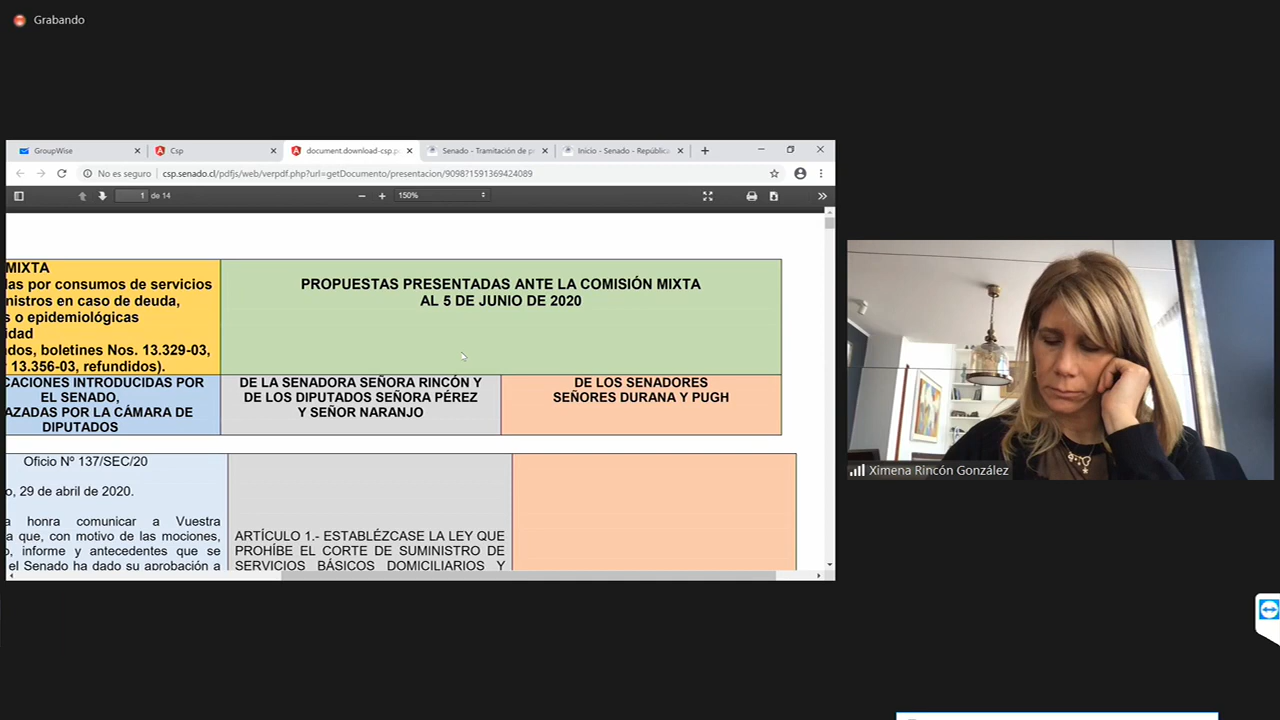 Grabando
GroupWise
Csp
document.download-csp.p
Senado - Tramitación de p
Inicio - Senado - Repúblic
No es seguro
csp.senado.cl/pdfjs/web/verpdf.php?url=getDocumento/presentacion/9098?1591369424089
1 de 14
150%
MIXTA
das por consumos de servicios
nistros en caso de deuda,
s o epidemiológicas
idad
dos, boletines Nos. 13.329-03,
13.356-03, refundidos).
PROPUESTAS PRESENTADAS ANTE LA COMISIÓN MIXTA
AL 5 DE JUNIO DE 2020
CACIONES INTRODUCIDAS POR
EL SENADO,
AZADAS POR LA CÁMARA DE
DIPUTADOS
DE LA SENADORA SEÑORA RINCÓN Y
DE LOS DIPUTADOS SEÑORA PÉREZ
Y SEÑOR NARANJO
DE LOS SENADORES
SEÑORES DURANA Y PUGH
Oficio Nº 137/SEC/20
o, 29 de abril de 2020.
a honra comunicar a Vuestra
a que, con motivo de las mociones,
o, informe y antecedentes que se
el Senado ha dado su aprobación a
ARTÍCULO 1.- ESTABLÉZCASE LA LEY QUE
PROHÍBE EL CORTE DE SUMINISTRO DE
SERVICIOS BÁSICOS DOMICILIARIOS Y
Ximena Rincón González